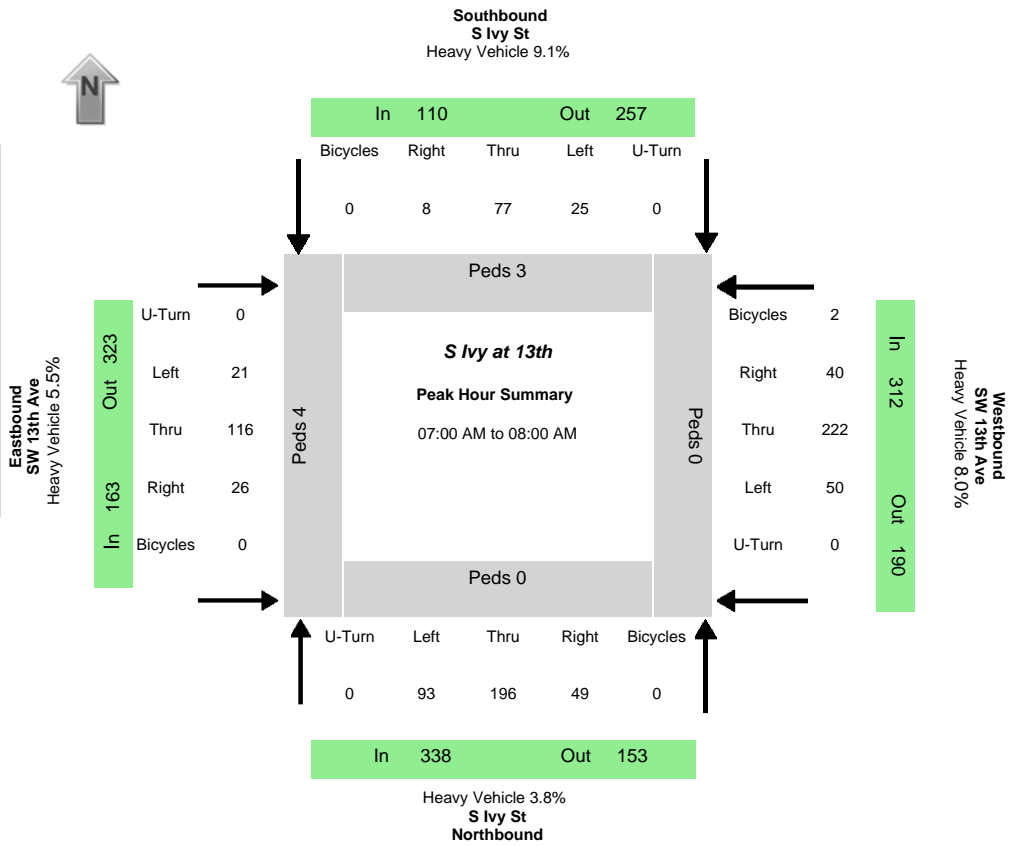 Southbound
S Ivy St
Heavy Vehicle 9.1%
N
In 110 Out 257
Bicycles Right Thru Left U-Turn
0 8 77 25 0
Peds 3
Eastbound
SW 13th Ave
Heavy Vehicle 5.5%
Out 323
In 163
U-Turn 0
Left 21
Thru 116
Right 26
Bicycles 0
Peds 4
S Ivy at 13th
Peak Hour Summary
07:00 AM to 08:00 AM
Peds 0
Bicycles 2
Right 40
Thru 222
Left 50
U-Turn 0
In 312
Out 190
Westbound
SW 13th Ave
Heavy Vehicle 8.0%
Peds 0
U-Turn Left Thru Right Bicycles
0 93 196 49 0
In 338 Out 153
Heavy Vehicle 3.8%
S Ivy St
Northbound